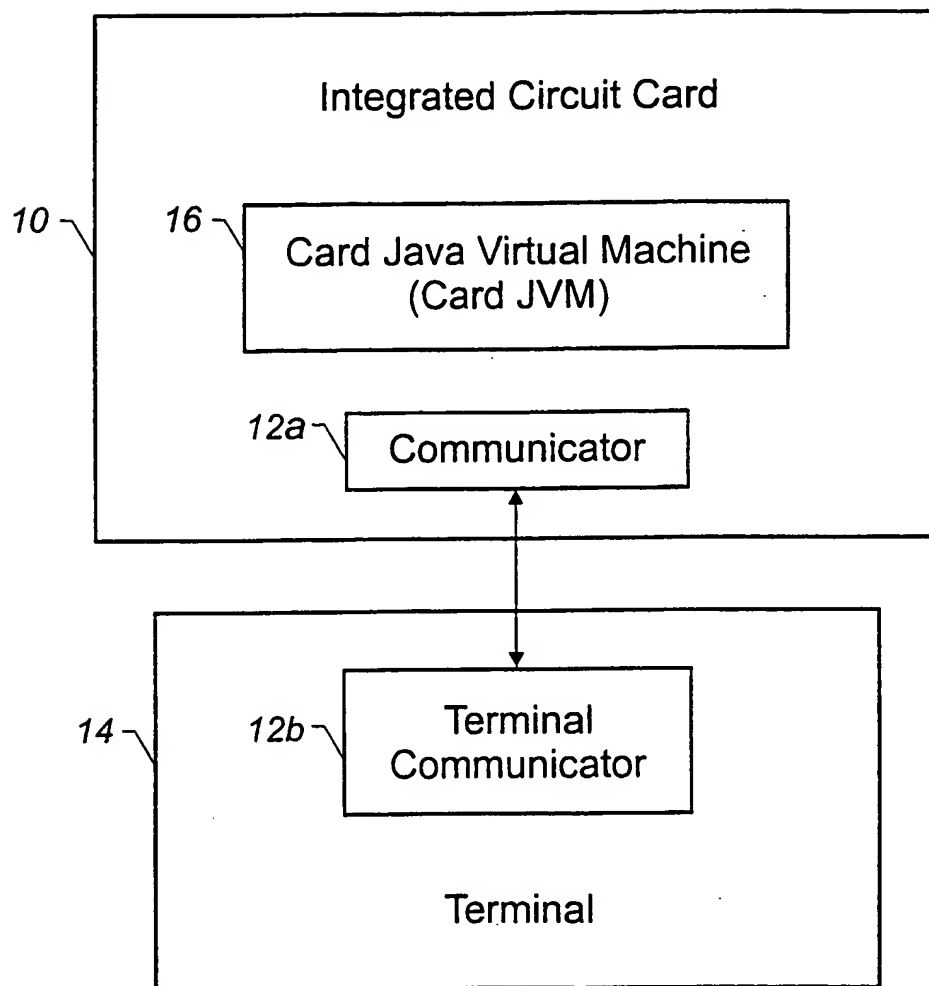 Integrated Circuit Card
10
16
Card Java Virtual Machine
(Card JVM)
12a
Communicator
14
12b
Terminal
Communicator
Terminal